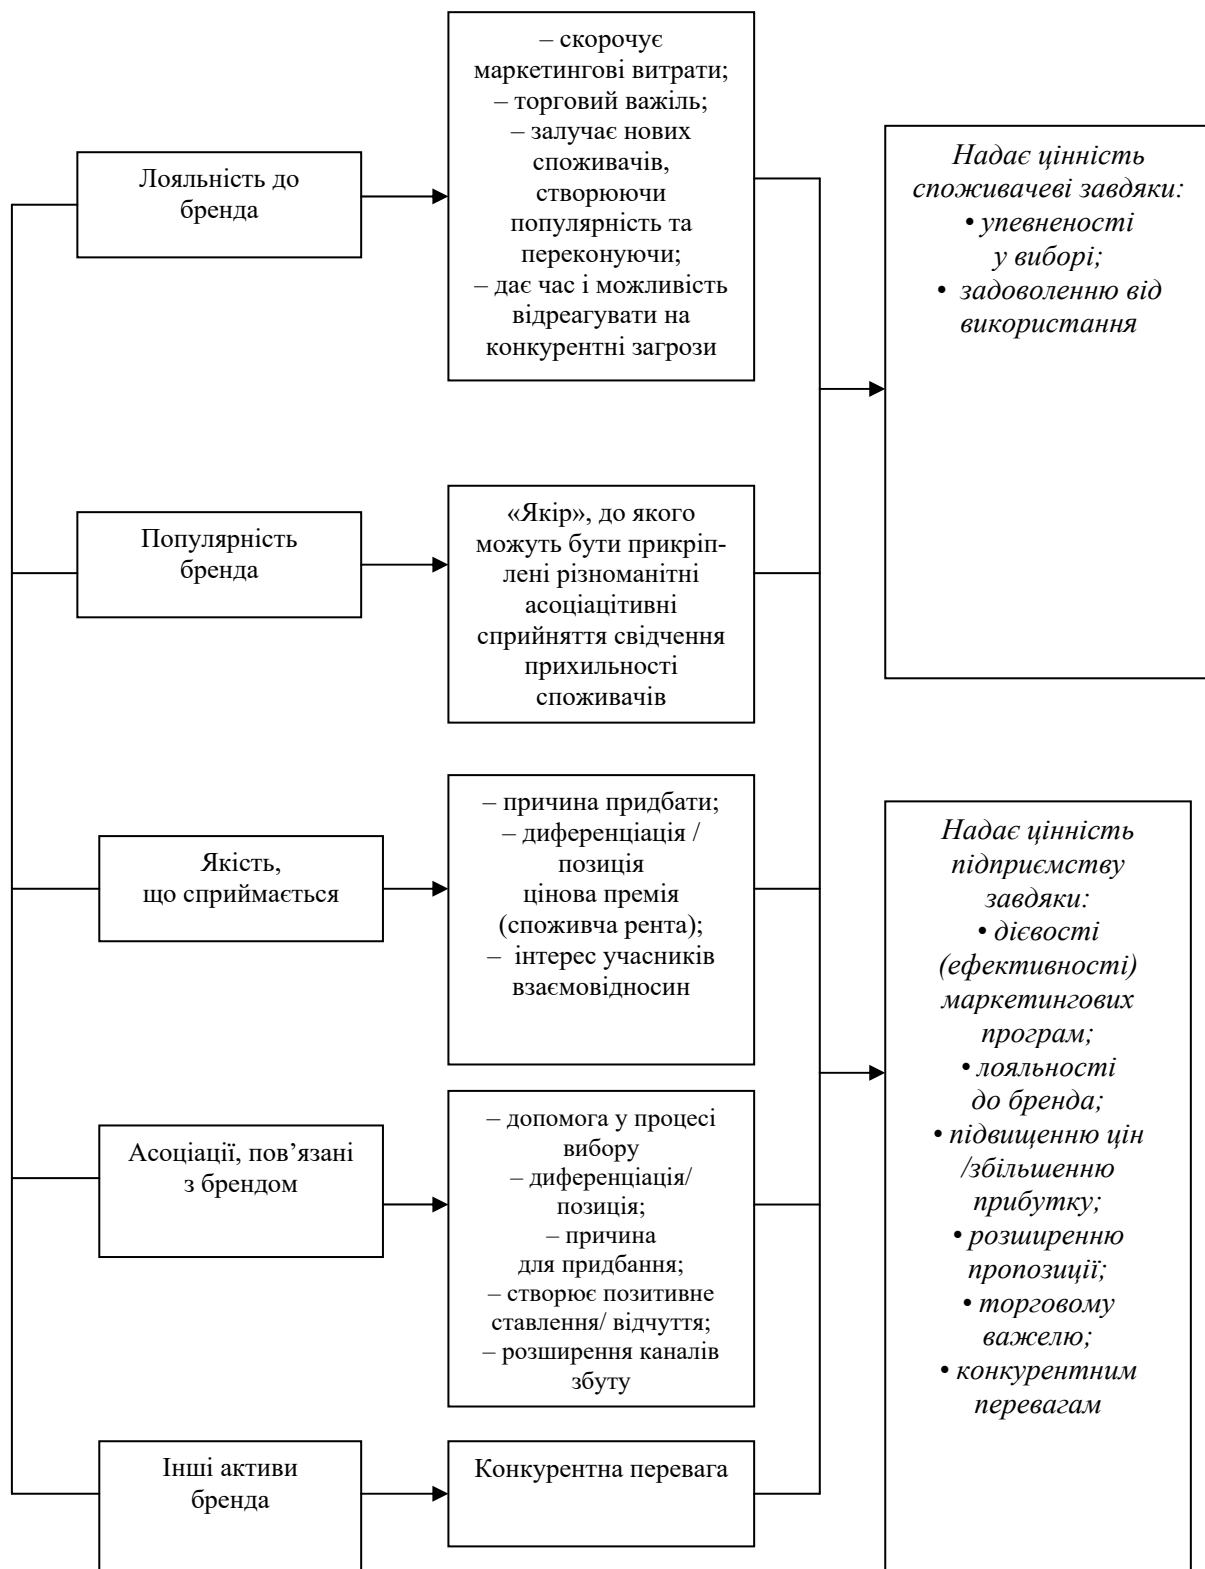 Лояльність до
бренда
– скорочує
маркетингові витрати;
– торговий важіль;
– залучає нових
споживачів,
створюючи
популярність та
переконуючи;
– дає час і можливість
відреагувати на
конкурентні загрози
Популярність
бренда
«Якір», до якого
можуть бути прикріп-
лені різноманітні
асоціацітивні
сприйняття свідчення
прихильності
споживачів
Якість,
що сприймається
– причина придбати;
– диференціація /
позиція
цінова премія
(споживча рента);
– інтерес учасників
взаємовідносин
Асоціації, пов’язані
з брендом
– допомога у процесі
вибору
– диференціація/
позиція;
– причина
для придбання;
– створює позитивне
ставлення/ відчуття;
– розширення каналів
збуту
Інші активи
бренда
Конкурентна перевага
Надає цінність
споживачеві завдяки:
• упевненості
у виборі;
• задоволенню від
використання
Надає цінність
підприємству
завдяки:
• дієвості
(ефективності)
маркетингових
програм;
• лояльності
до бренда;
• підвищенню цін
/збільшенню
прибутку;
• розширенню
пропозиції;
• торговому
важелю;
• конкурентним
перевагам